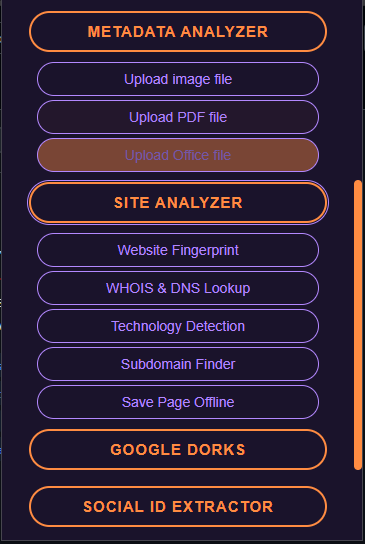 METADATA ANALYZER
Upload image file
Upload PDF file
Upload Office file
SITE ANALYZER
Website Fingerprint
WHOIS & DNS Lookup
Technology Detection
Subdomain Finder
Save Page Offline
GOOGLE DORKS
SOCIAL ID EXTRACTOR